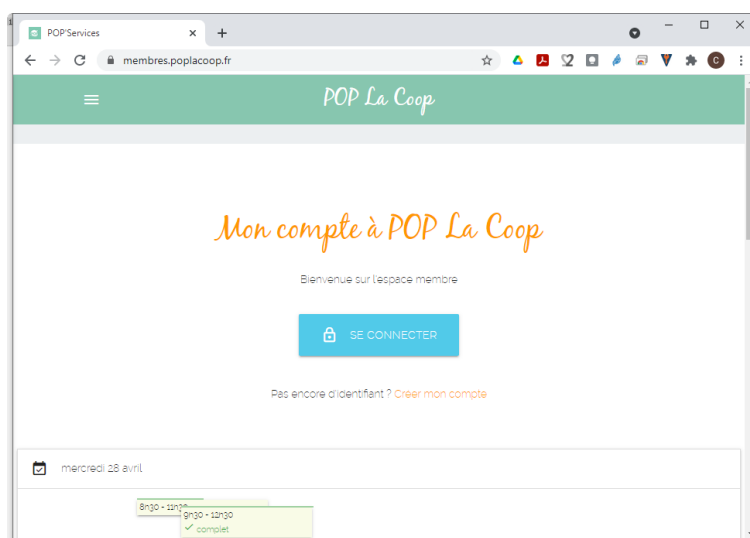 POP'Services
membres.poplacoop.fr
C
POP La Coop
Mon compte à POP La Coop
Bienvenue sur l'espace membre
SE CONNECTER
Pas encore d'identifiant ? Créer mon compte
mercredi 28 avril
8h30 - 11h30
9h30 - 12h30
complet